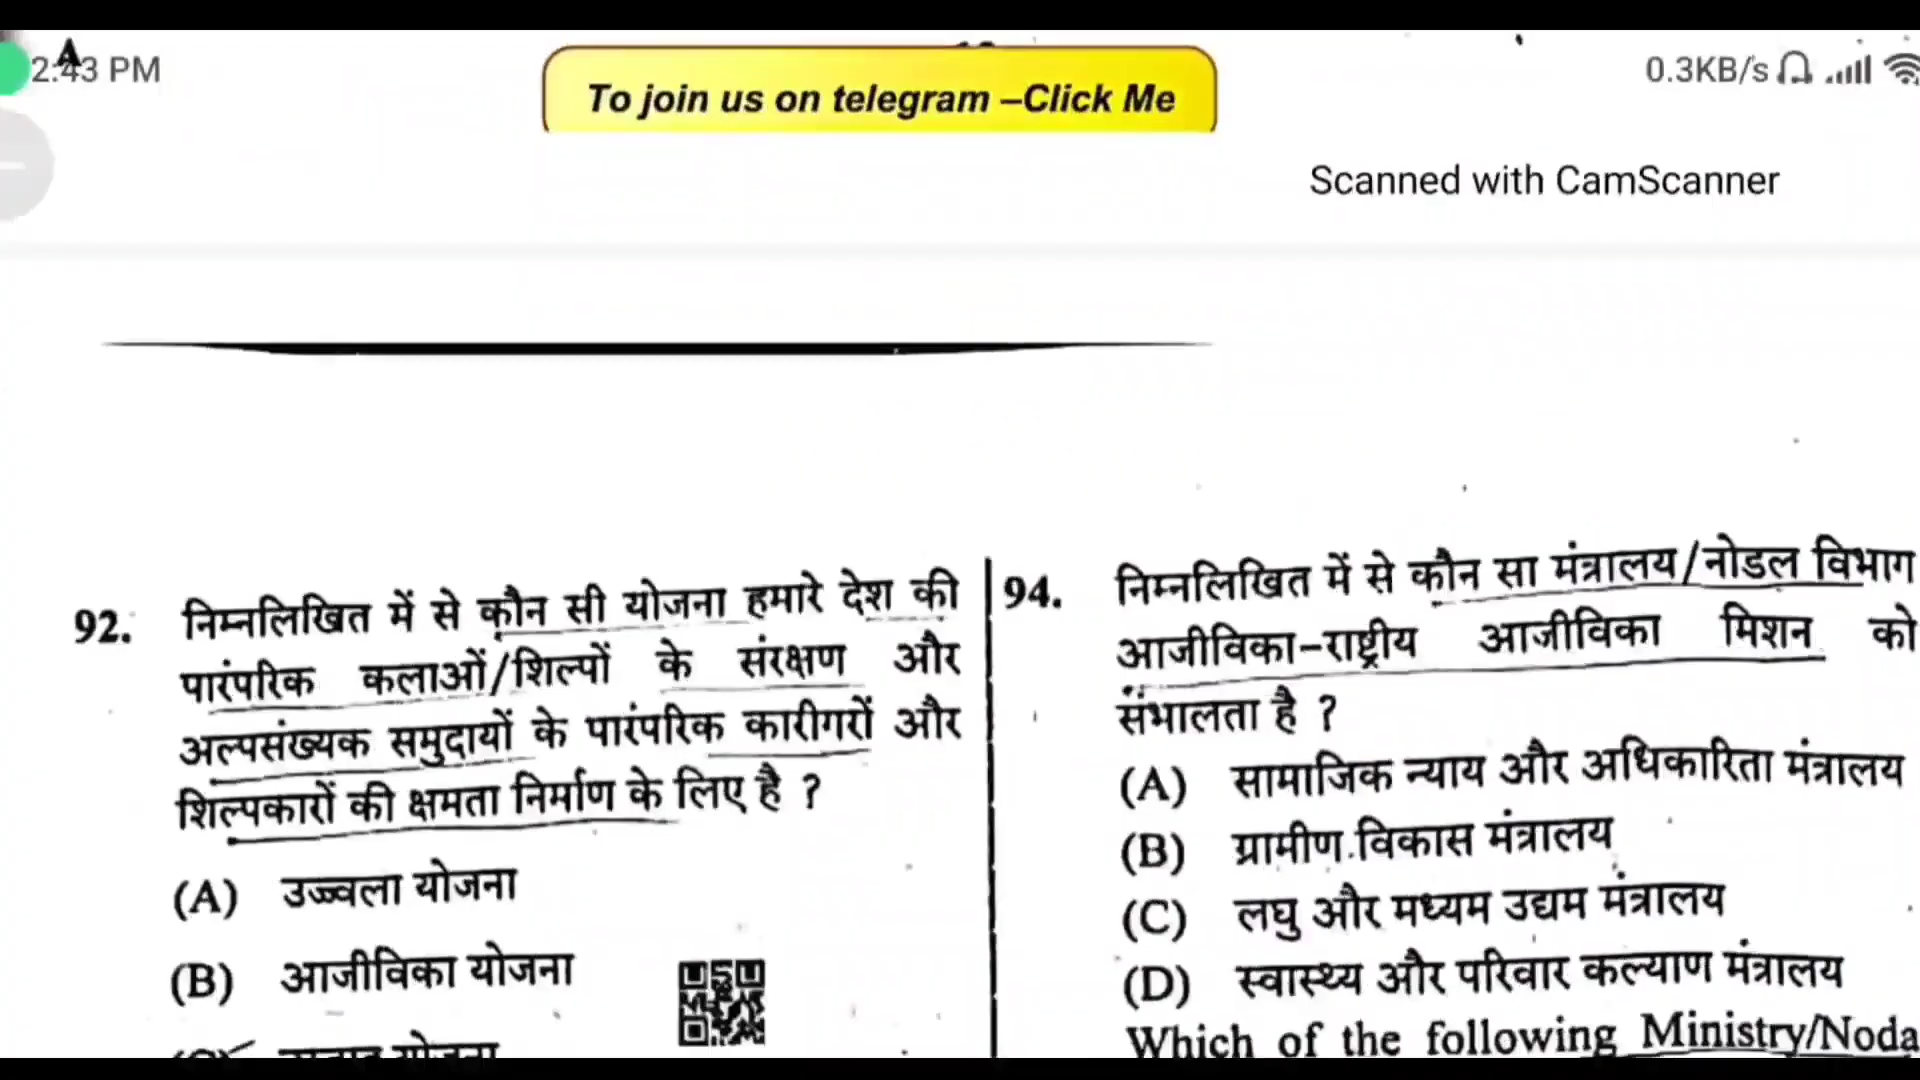 2:43 PM
A
To join us on telegram –Click Me
0.3KB/s
Scanned with CamScanner
92. निम्नलिखित में से कौन सी योजना हमारे देश की
पारंपरिक कलाओं/शिल्पों के संरक्षण और
अल्पसंख्यक समुदायों के पारंपरिक कारीगरों और
शिल्पकारों की क्षमता निर्माण के लिए है ?
(A) उज्ज्वला योजना
(B) आजीविका योजना
94. निम्नलिखित में से कौन सा मंत्रालय/नोडल विभाग
आजीविका-राष्ट्रीय आजीविका मिशन को
संभालता है ?
(A) सामाजिक न्याय और अधिकारिता मंत्रालय
(B) ग्रामीण विकास मंत्रालय
(C) लघु और मध्यम उद्यम मंत्रालय
(D) स्वास्थ्य और परिवार कल्याण मंत्रालय
Which of the following Ministry/Noda